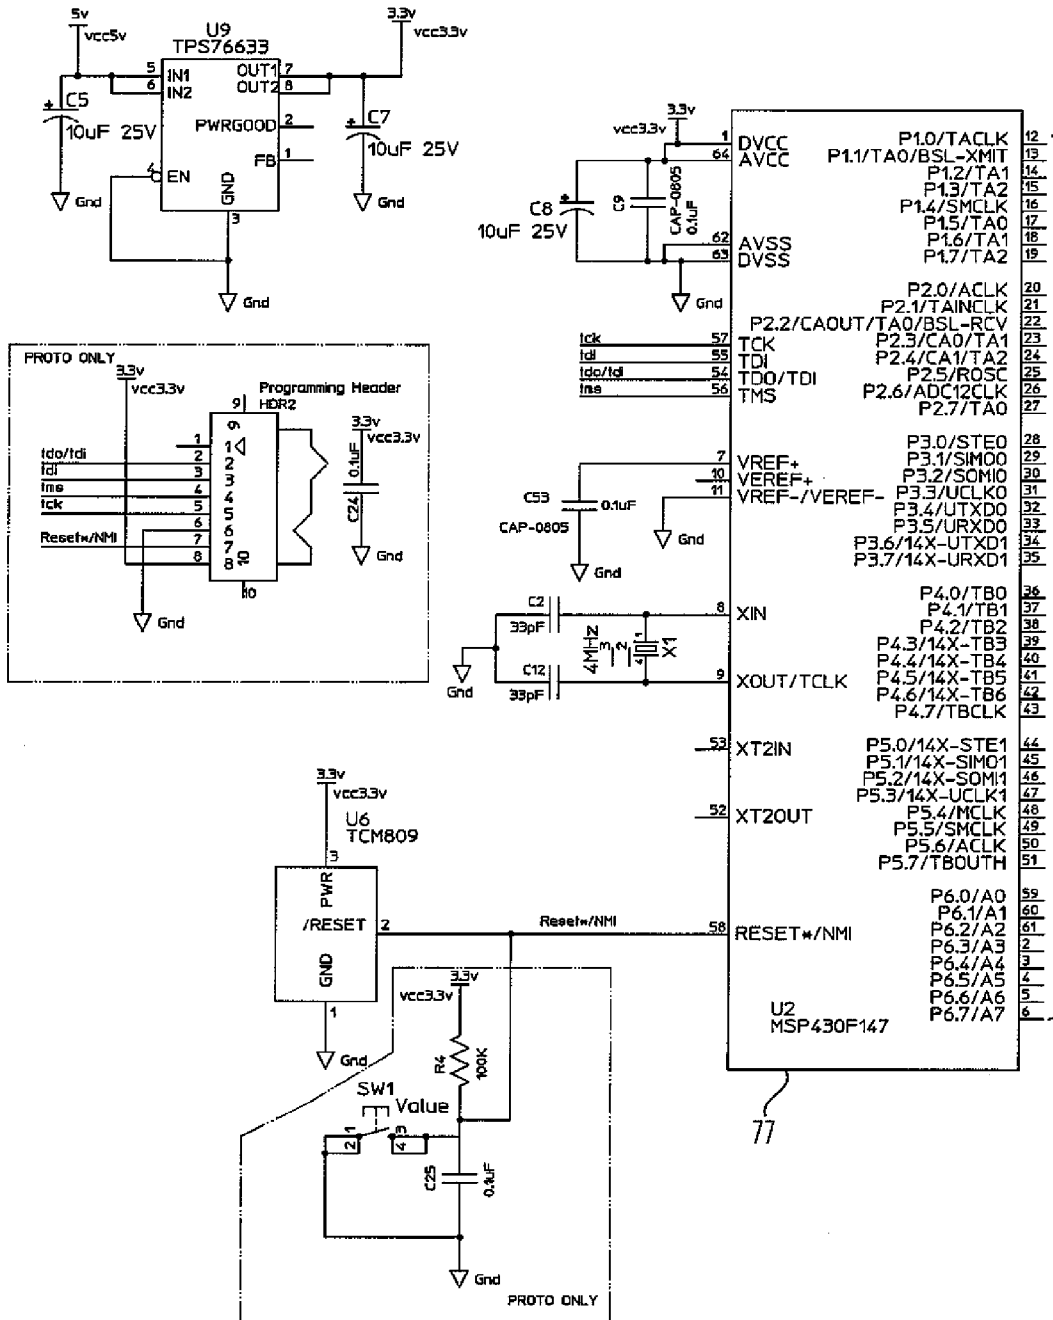 5v
vcc5v
U9
TPS76633
3.3v
vcc3.3v
5 IN1 OUT1 7
6 IN2 OUT2 8
C5
10uF 25V
PWRGOOD 2
C7
10uF 25V
4 EN
FB 1
GND
3
Gnd
Gnd
Gnd
3.3v
vcc3.3v
1 DVCC
64 AVCC
C8
10uF 25V
C9
CAP-0805
0.1uF
62 AVSS
63 DVSS
Gnd
tck 57 TCK
tdi 55 TDI
tdo/tdi 54 TDO/TDI
tms 56 TMS
7 VREF+
10 VEREF+
11 VREF-/VEREF-
C53
0.1uF
CAP-0805
Gnd
Gnd
C2
33pF
8 XIN
4MHz
3
2
1
4
X1
C12
33pF
9 XOUT/TCLK
Gnd
53 XT2IN
52 XT2OUT
58 RESET*/NMI
U2
MSP430F147
77
P1.0/TACLK 12
P1.1/TA0/BSL-XMIT 13
P1.2/TA1 14
P1.3/TA2 15
P1.4/SMCLK 16
P1.5/TA0 17
P1.6/TA1 18
P1.7/TA2 19
P2.0/ACLK 20
P2.1/TAINCLK 21
P2.2/CAOUT/TA0/BSL-RCV 22
P2.3/CA0/TA1 23
P2.4/CA1/TA2 24
P2.5/ROSC 25
P2.6/ADC12CLK 26
P2.7/TA0 27
P3.0/STE0 28
P3.1/SIMO0 29
P3.2/SOMI0 30
P3.3/UCLK0 31
P3.4/UTXD0 32
P3.5/URXD0 33
P3.6/14X-UTXD1 34
P3.7/14X-URXD1 35
P4.0/TB0 36
P4.1/TB1 37
P4.2/TB2 38
P4.3/14X-TB3 39
P4.4/14X-TB4 40
P4.5/14X-TB5 41
P4.6/14X-TB6 42
P4.7/TBCLK 43
P5.0/14X-STE1 44
P5.1/14X-SIMO1 45
P5.2/14X-SOMI1 46
P5.3/14X-UCLK1 47
P5.4/MCLK 48
P5.5/SMCLK 49
P5.6/ACLK 50
P5.7/TBOUTH 51
P6.0/A0 59
P6.1/A1 60
P6.2/A2 61
P6.3/A3 2
P6.4/A4 3
P6.5/A5 4
P6.6/A6 5
P6.7/A7 6
PROTO ONLY
3.3v
vcc3.3v
Programming Header
HDR2
9
9
1 1
tdo/tdi 2 2
tdi 3 3
tms 4 4
tck 5 5
6 6
Reset*/NMI 7 7
8 8
10
10
Gnd
3.3v
vcc3.3v
0.1uF
C24
Gnd
3.3v
vcc3.3v
U6
TCM809
3
PWR
/RESET 2
GND
1
Gnd
Reset*/NMI
3.3v
vcc3.3v
R4
100K
SW1
Value
1
2
3
4
C25
0.1uF
Gnd
PROTO ONLY